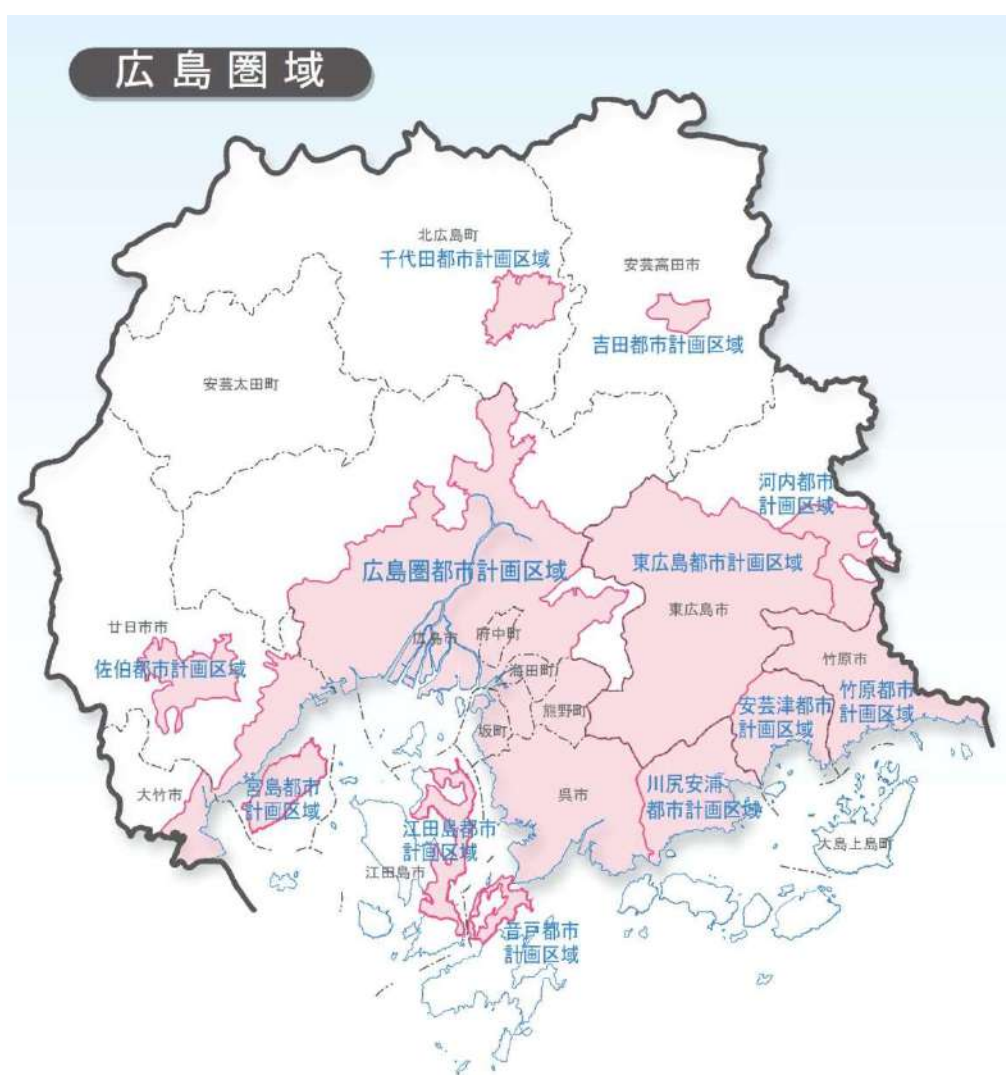 広島圏域
北広島町
千代田都市計画区域
安芸高田市
吉田都市計画区域
安芸太田町
河内都市
計画区域
広島圏都市計画区域
東広島都市計画区域
東広島市
廿日市市
佐伯都市計画区域
広島市
府中町
海田町
竹原市
熊野町
坂町
安芸津都市
計画区域
竹原都市
計画区域
大竹市
宮島都市
計画区域
呉市
川尻安浦
都市計画区域
江田島都市
計画区域
江田島市
大島上島町
音戸都市
計画区域